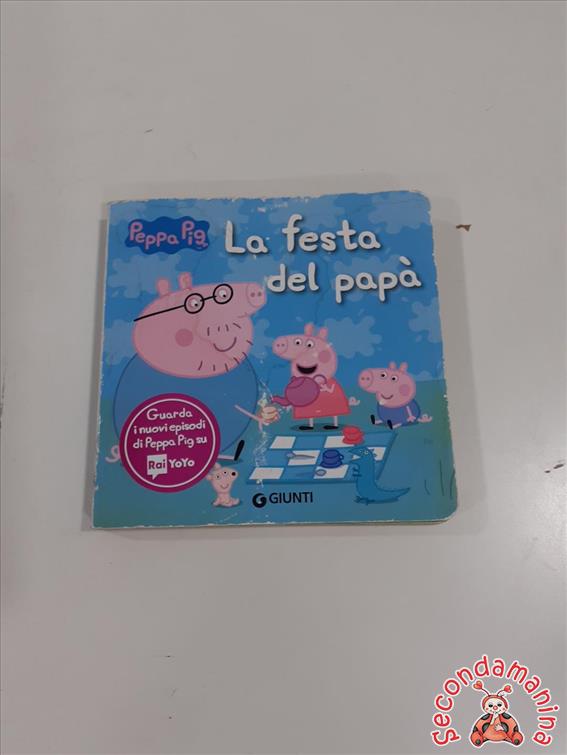 Peppa Pig
La festa
del papà
Guarda
i nuovi episodi
di Peppa Pig su
Rai YoYo
GIUNTI
Secondamanina